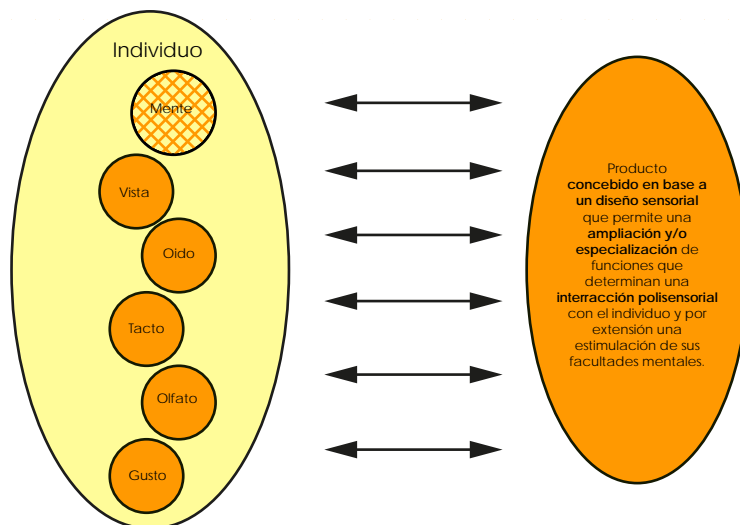 Individuo
Mente
Vista
Oido
Tacto
Olfato
Gusto
Producto
concebido en base a
un diseño sensorial
que permite una
ampliación y/o
especialización de
funciones que
determinan una
interracción polisensorial
con el individuo y por
extensión una
estimulación de sus
facultades mentales.